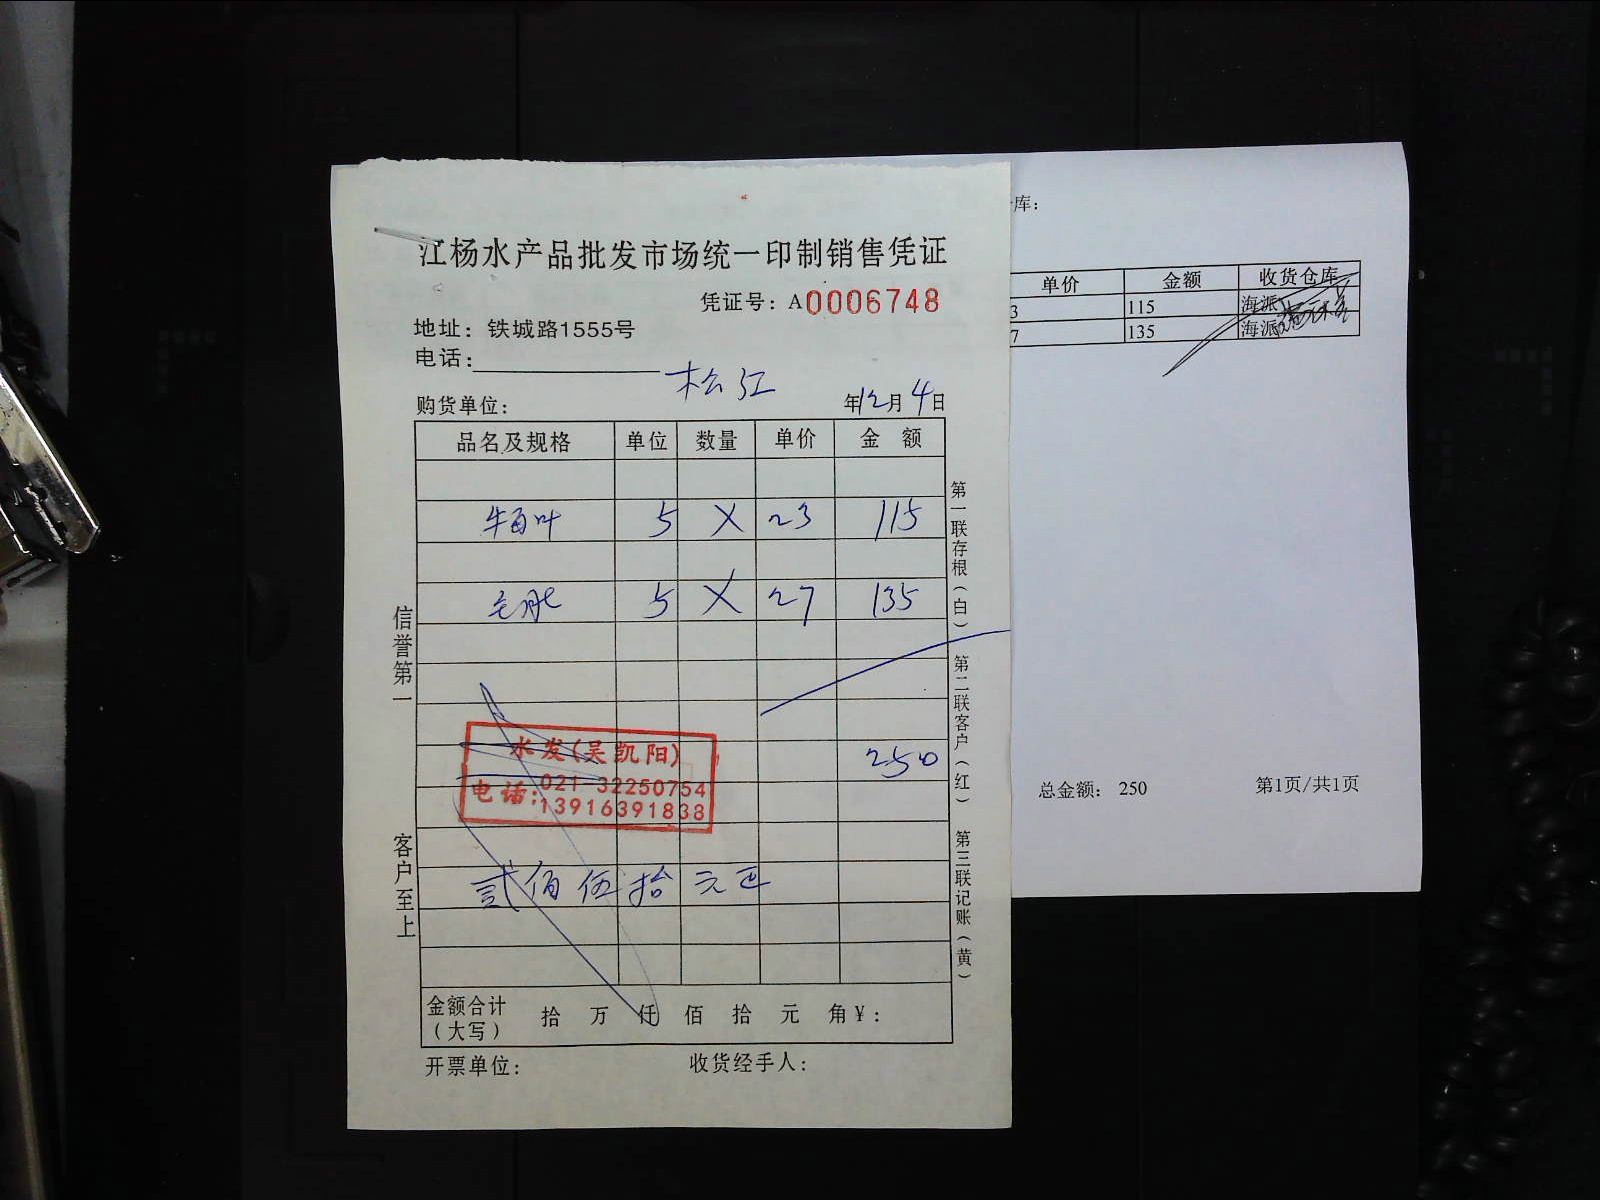 江杨水产品批发市场统一印制销售凭证
凭证号：A0006748
地址：铁城路1555号
电话：
松江
购货单位： 年12月4日
品名及规格 单位 数量 单价 金额
牛百叶 5 X 23 115
毛肚 5 X 27 135
250
水发(吴凯阳)
电话：021-32250754
13916391838
贰佰伍拾元正
金额合计（大写） 拾 万 仟 佰 拾 元 角￥：
开票单位： 收货经手人：
信誉第一
客户至上
第一联存根（白）
第二联客户（红）
第三联记账（黄）
库：
单价 金额 收货仓库
3 115 海派
7 135 海派
总金额： 250 第1页/共1页